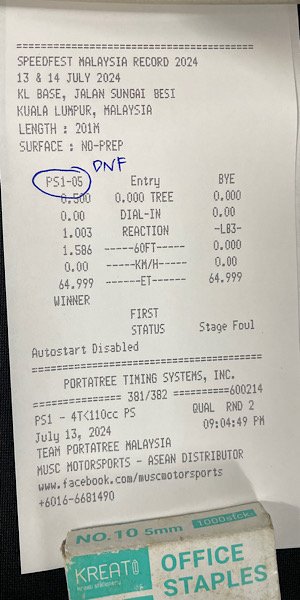 ==========================================
SPEEDFEST MALAYSIA RECORD 2024
13 & 14 JULY 2024
KL BASE, JALAN SUNGAI BESI
KUALA LUMPUR, MALAYSIA
LENGTH : 201M
SURFACE : NO-PREP
DNF
PS1-05 Entry BYE
0.500 0.000 TREE 0.000
0.00 DIAL-IN 0.00
1.003 REACTION -LB3-
1.586 ------60FT----- 0.000
0.00 -----KM/H----- 0.00
64.999 ------ET------ 64.999
WINNER
FIRST
STATUS Stage Foul
Autostart Disabled
==========================================
PORTATREE TIMING SYSTEMS, INC.
=============== 381/382 ==========600214
PS1 - 4T<110cc PS QUAL RND 2
July 13, 2024 09:04:49 PM
TEAM PORTATREE MALAYSIA
MUSC MOTORSPORTS - ASEAN DISTRIBUTOR
www.facebook.com/muscmotorsports
+6016-6681490
NO.10 5mm 1000stck.
KREATi OFFICE
STAPLES